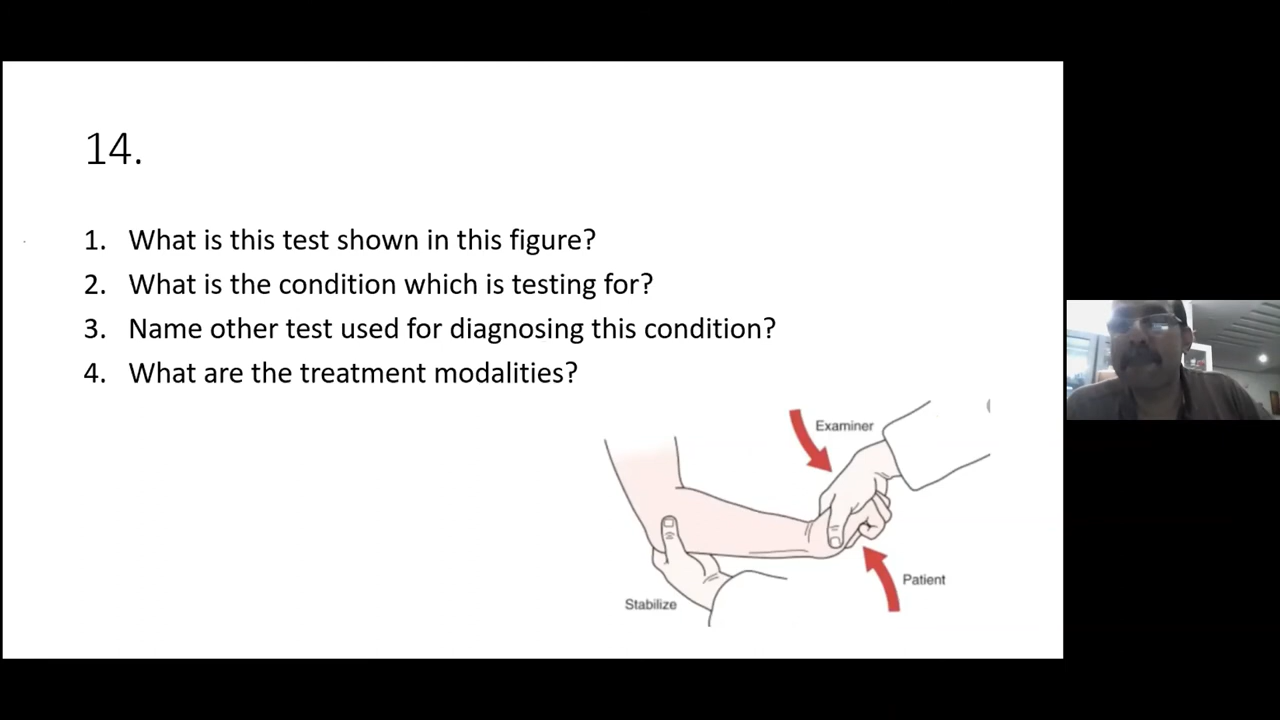 14.
1. What is this test shown in this figure?
2. What is the condition which is testing for?
3. Name other test used for diagnosing this condition?
4. What are the treatment modalities?
Examiner
Patient
Stabilize